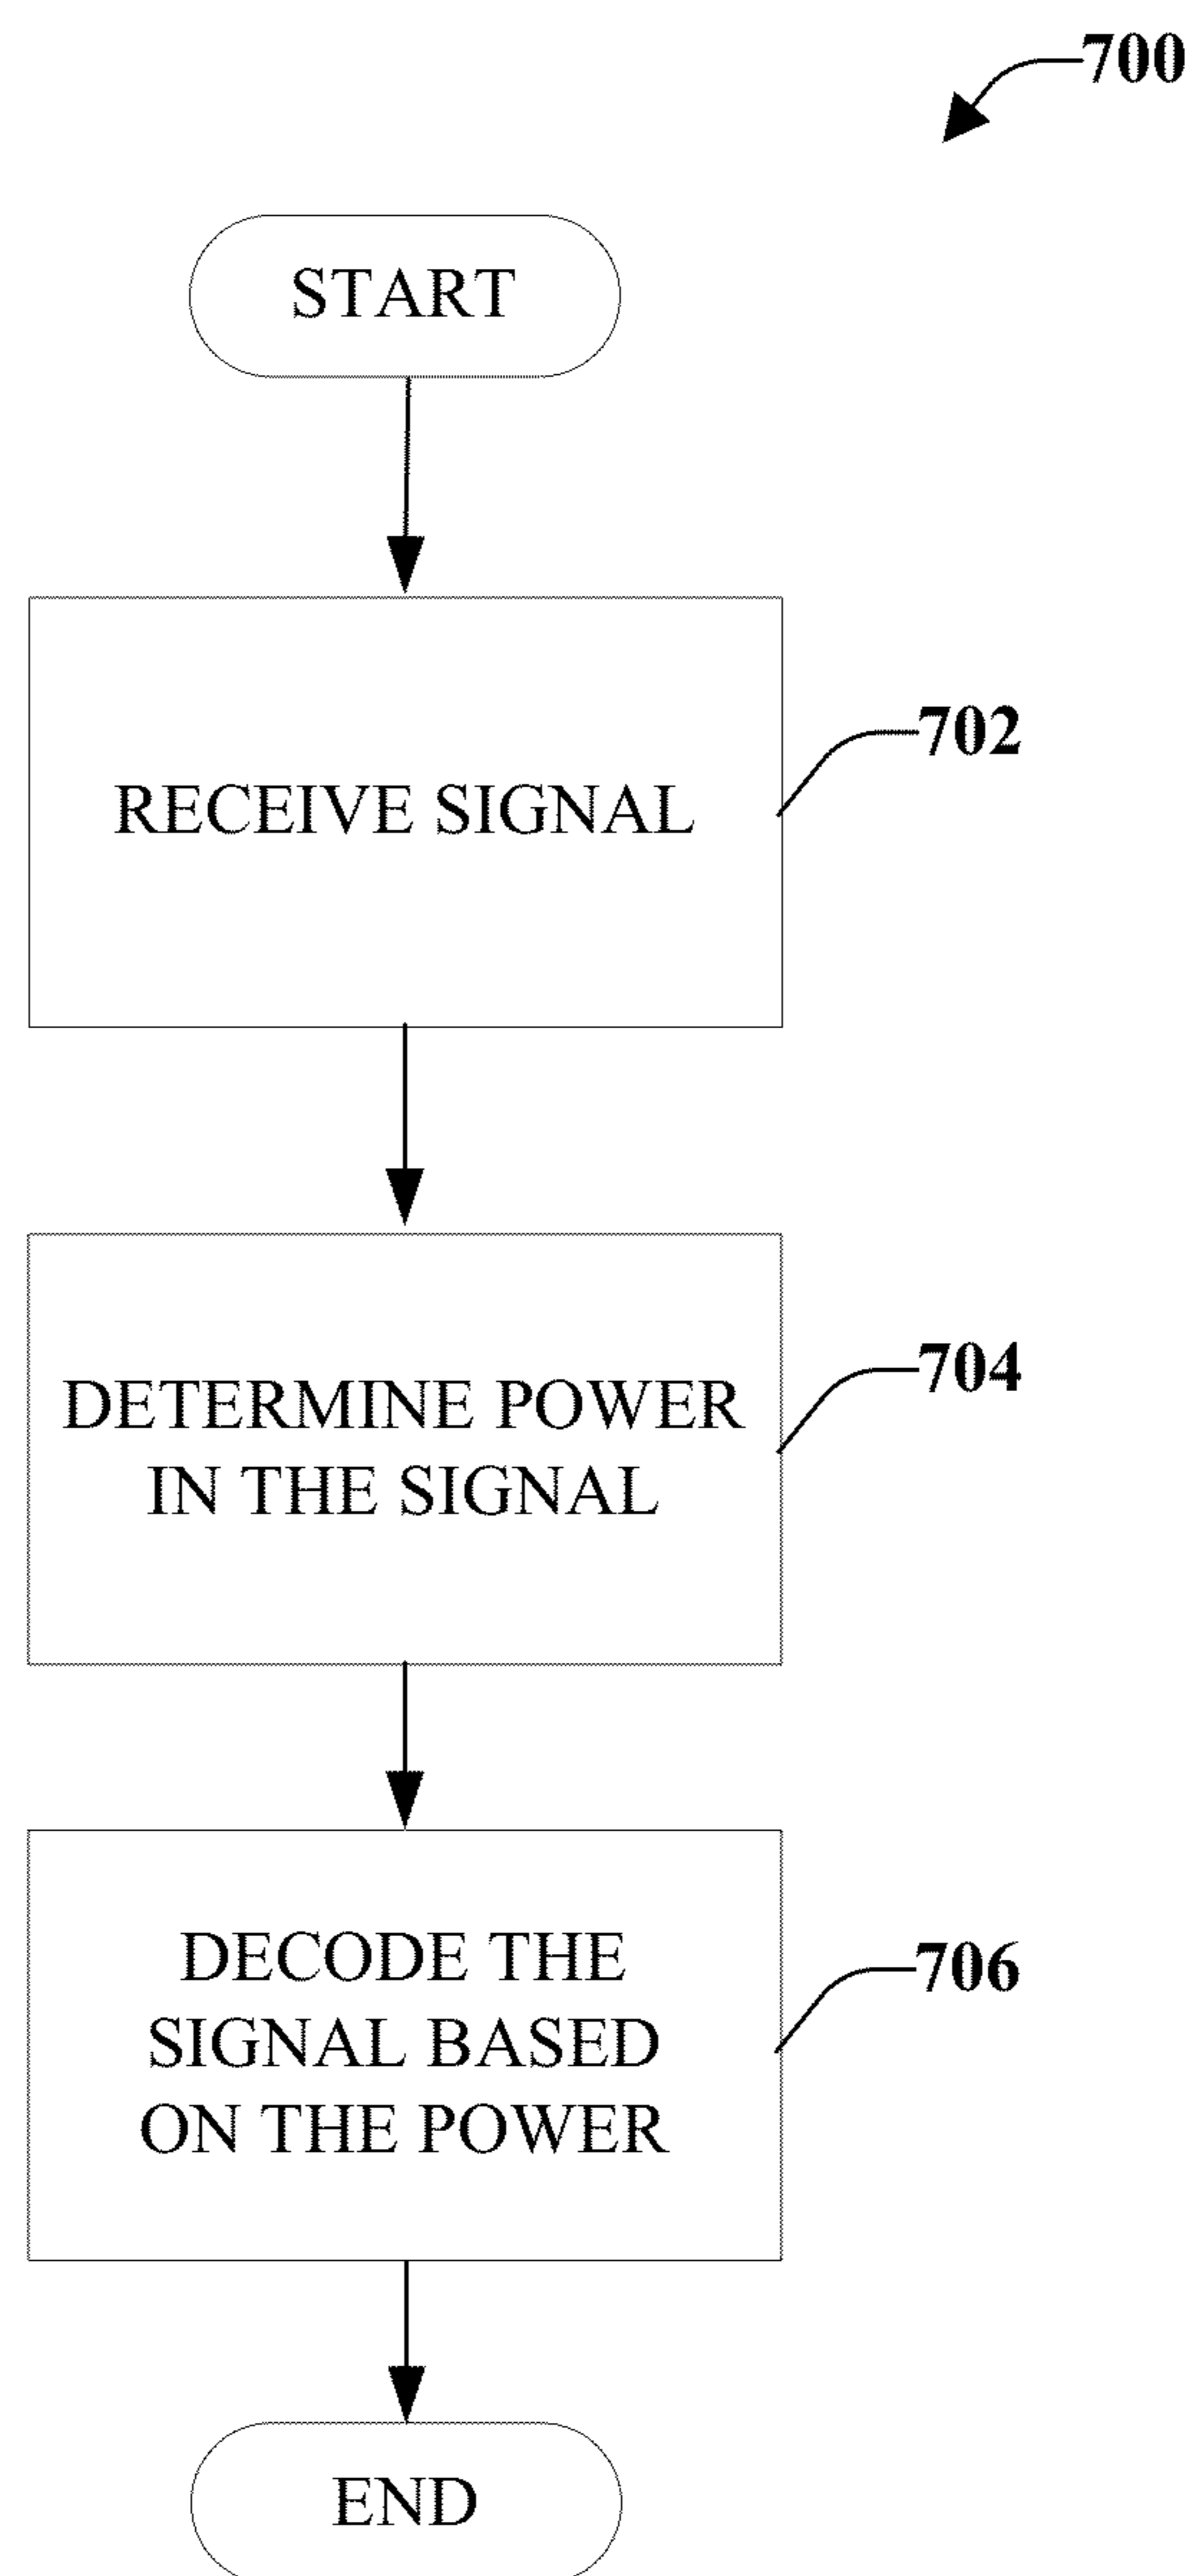 700
START
RECEIVE SIGNAL
702
DETERMINE POWER
IN THE SIGNAL
704
DECODE THE
SIGNAL BASED
ON THE POWER
706
END